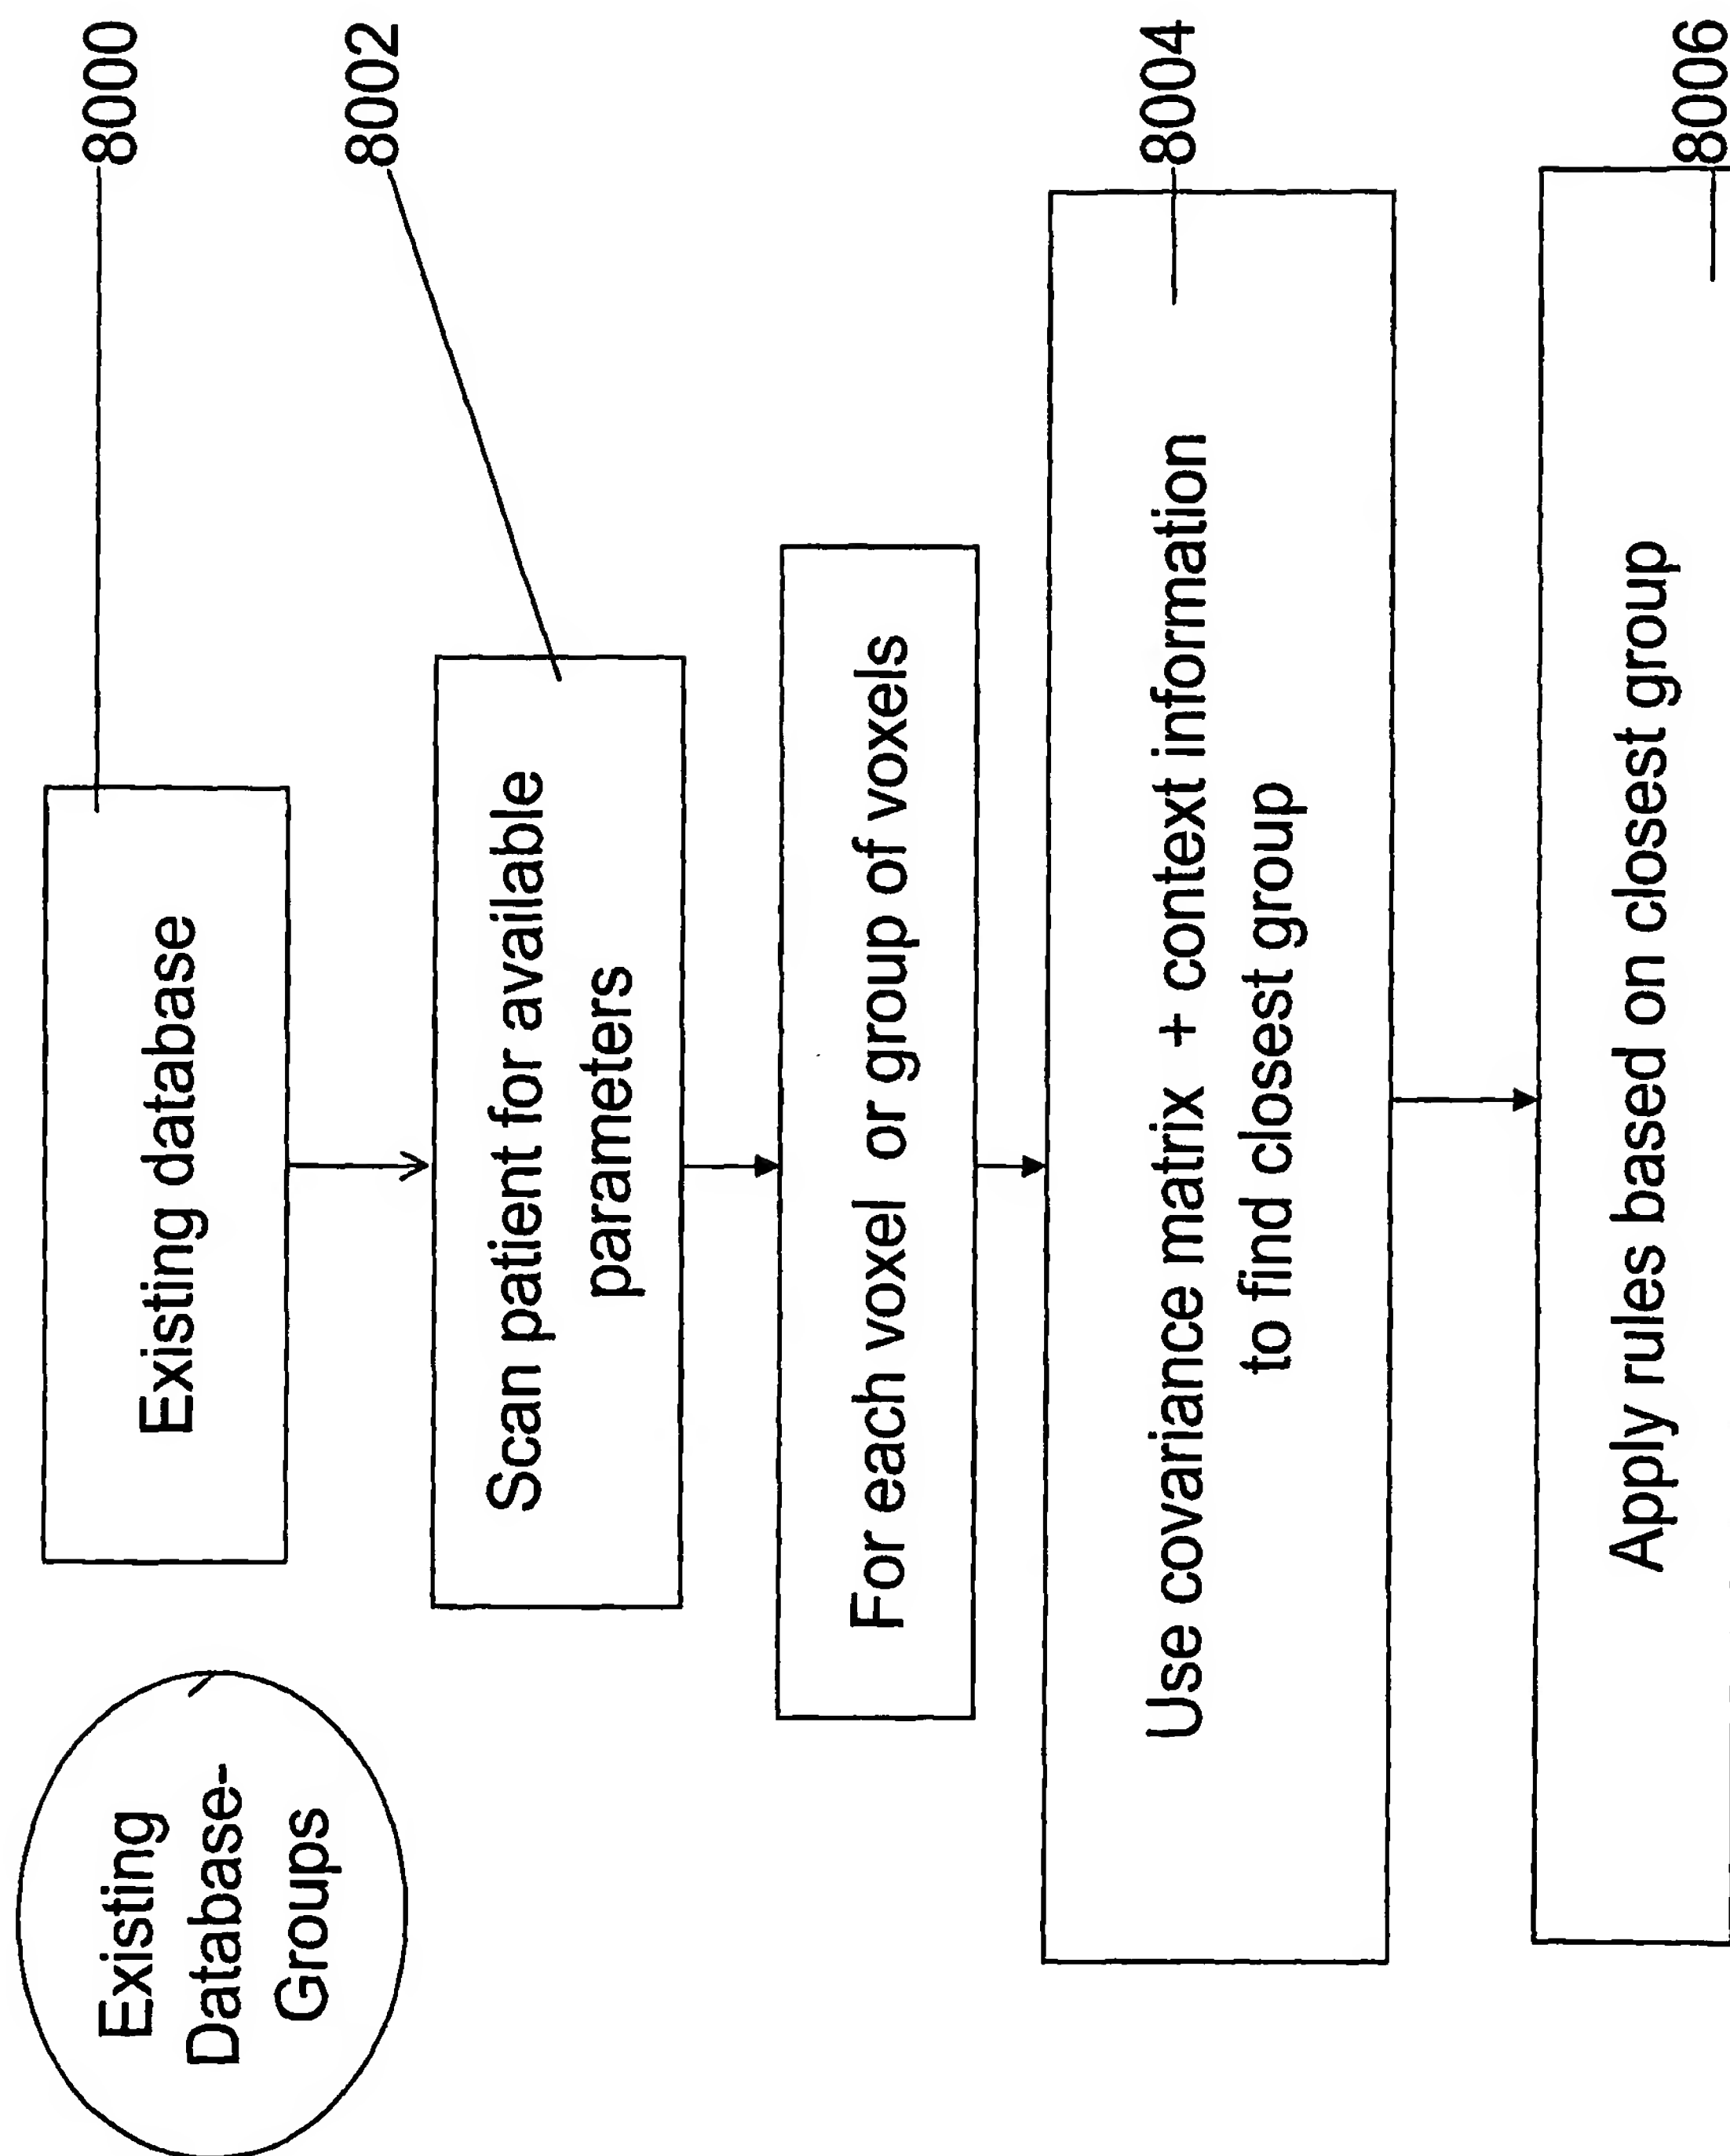 Existing
Database-
Groups
Existing database
8000
Scan patient for available
parameters
8002
For each voxel or group of voxels
Use covariance matrix + context information
to find closest group
8004
Apply rules based on closest group
8006